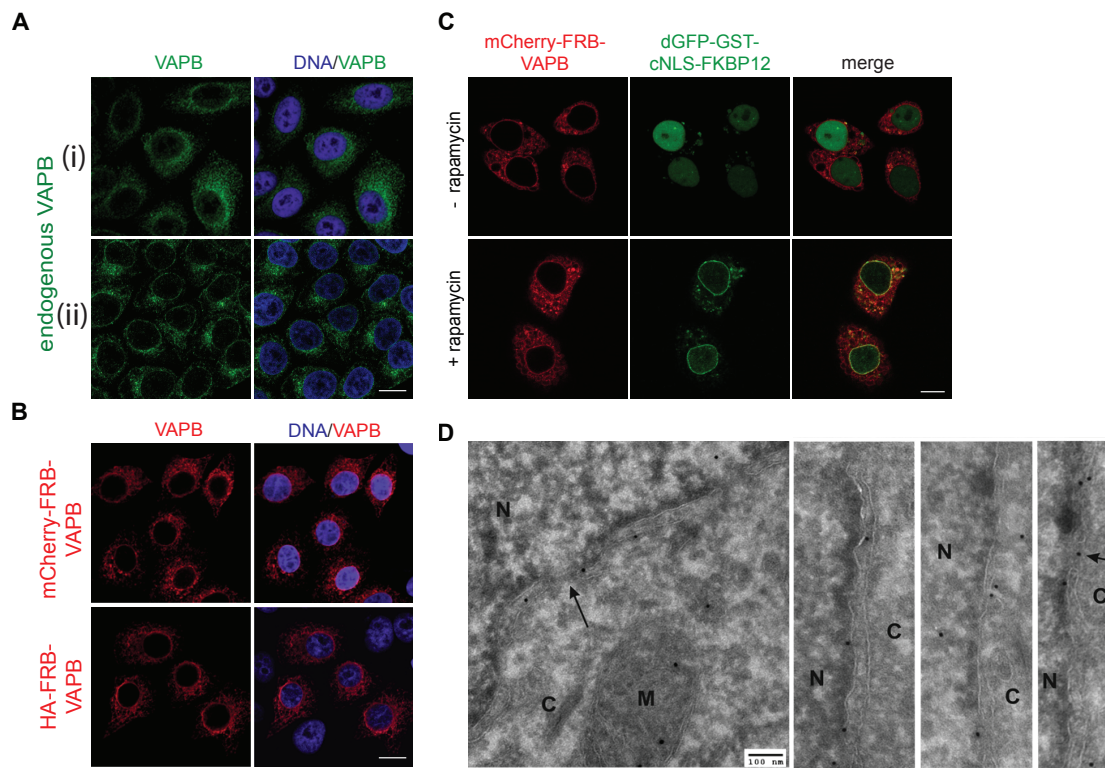 A
VAPB
DNA/VAPB
endogenous VAPB
(i)
(ii)
B
VAPB
DNA/VAPB
mCherry-FRB-
VAPB
HA-FRB-
VAPB
C
mCherry-FRB-
VAPB
dGFP-GST-
cNLS-FKBP12
merge
- rapamycin
+ rapamycin
D
N
C
M
100 nm
N
C
N
C
N
C